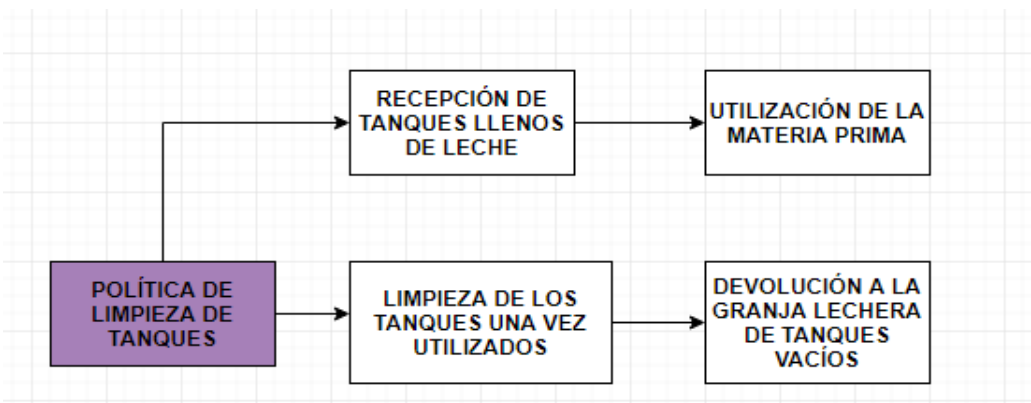 RECEPCIÓN DE
TANQUES LLENOS
DE LECHE
UTILIZACIÓN DE LA
MATERIA PRIMA
POLÍTICA DE
LIMPIEZA DE
TANQUES
LIMPIEZA DE LOS
TANQUES UNA VEZ
UTILIZADOS
DEVOLUCIÓN A LA
GRANJA LECHERA
DE TANQUES
VACÍOS